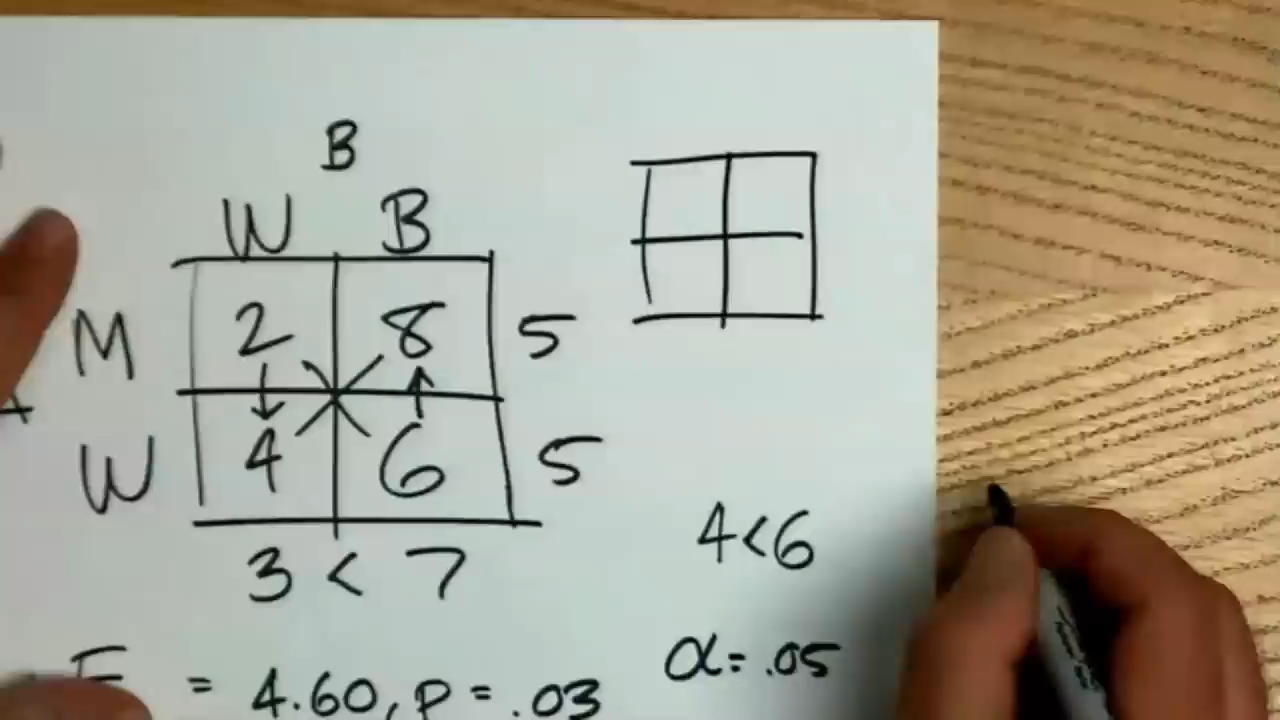 B
W B
M 2 8 5
W 4 6 5
3 < 7
4<6
α=.05
F = 4.60, p = .03